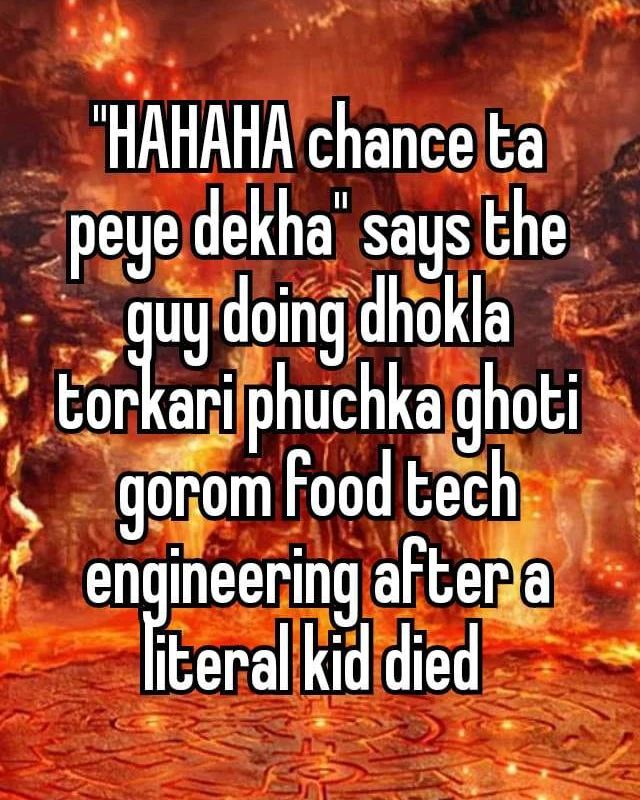 "HAHAHA chance ta
peye dekha" says the
guy doing dhokla
torkari phuchka ghoti
gorom food tech
engineering after a
literal kid died